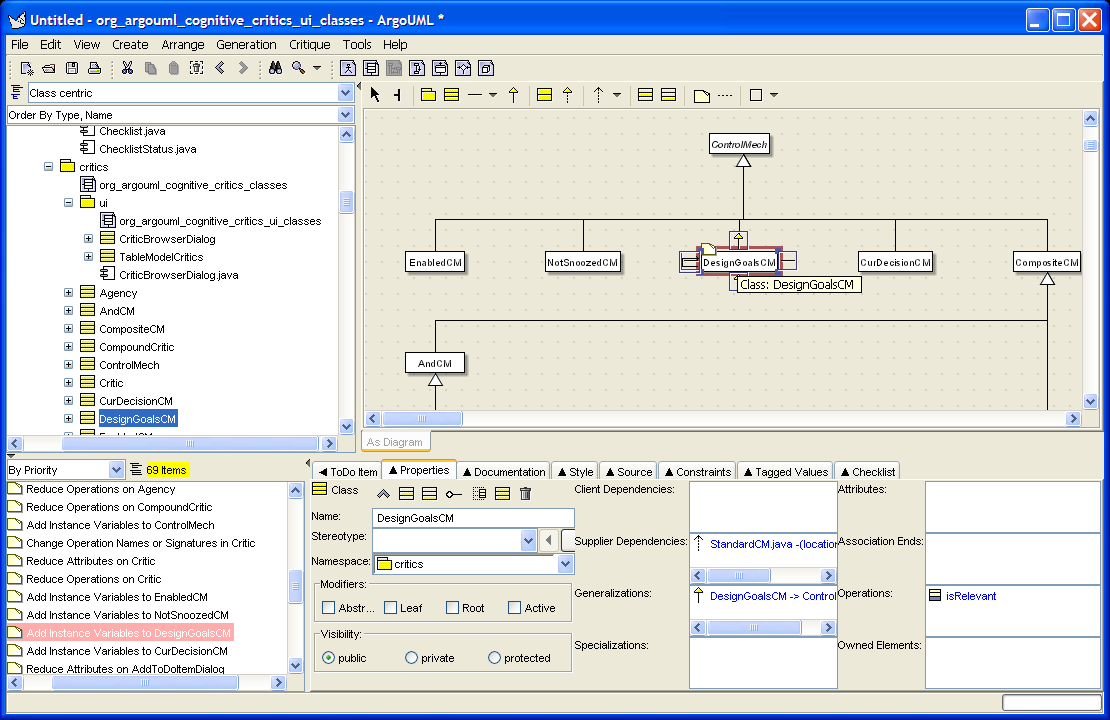 Untitled - org_argouml_cognitive_critics_ui_classes - ArgoUML *
File Edit View Create Arrange Generation Critique Tools Help
Class centric
Order By Type, Name
Checklist.java
ChecklistStatus.java
critics
org_argouml_cognitive_critics_classes
ui
org_argouml_cognitive_critics_ui_classes
CriticBrowserDialog
TableModelCritics
CriticBrowserDialog.java
Agency
AndCM
CompositeCM
CompoundCritic
ControlMech
Critic
CurDecisionCM
DesignGoalsCM
EnabledCM
ControlMech
EnabledCM
NotSnoozedCM
DesignGoalsCM
CurDecisionCM
CompositeCM
Class: DesignGoalsCM
AndCM
As Diagram
By Priority
69 Items
Reduce Operations on Agency
Reduce Operations on CompoundCritic
Add Instance Variables to ControlMech
Change Operation Names or Signatures in Critic
Reduce Attributes on Critic
Reduce Operations on Critic
Add Instance Variables to EnabledCM
Add Instance Variables to NotSnoozedCM
Add Instance Variables to DesignGoalsCM
Add Instance Variables to CurDecisionCM
Reduce Attributes on AddToDoItemDialog
ToDo Item
Properties
Documentation
Style
Source
Constraints
Tagged Values
Checklist
Class
Name:
DesignGoalsCM
Stereotype:
Namespace:
critics
Modifiers:
Abstr...
Leaf
Root
Active
Visibility:
public
private
protected
Client Dependencies:
Supplier Dependencies:
StandardCM.java -(location
Generalizations:
DesignGoalsCM -> Control
Specializations:
Attributes:
Association Ends:
Operations:
isRelevant
Owned Elements: